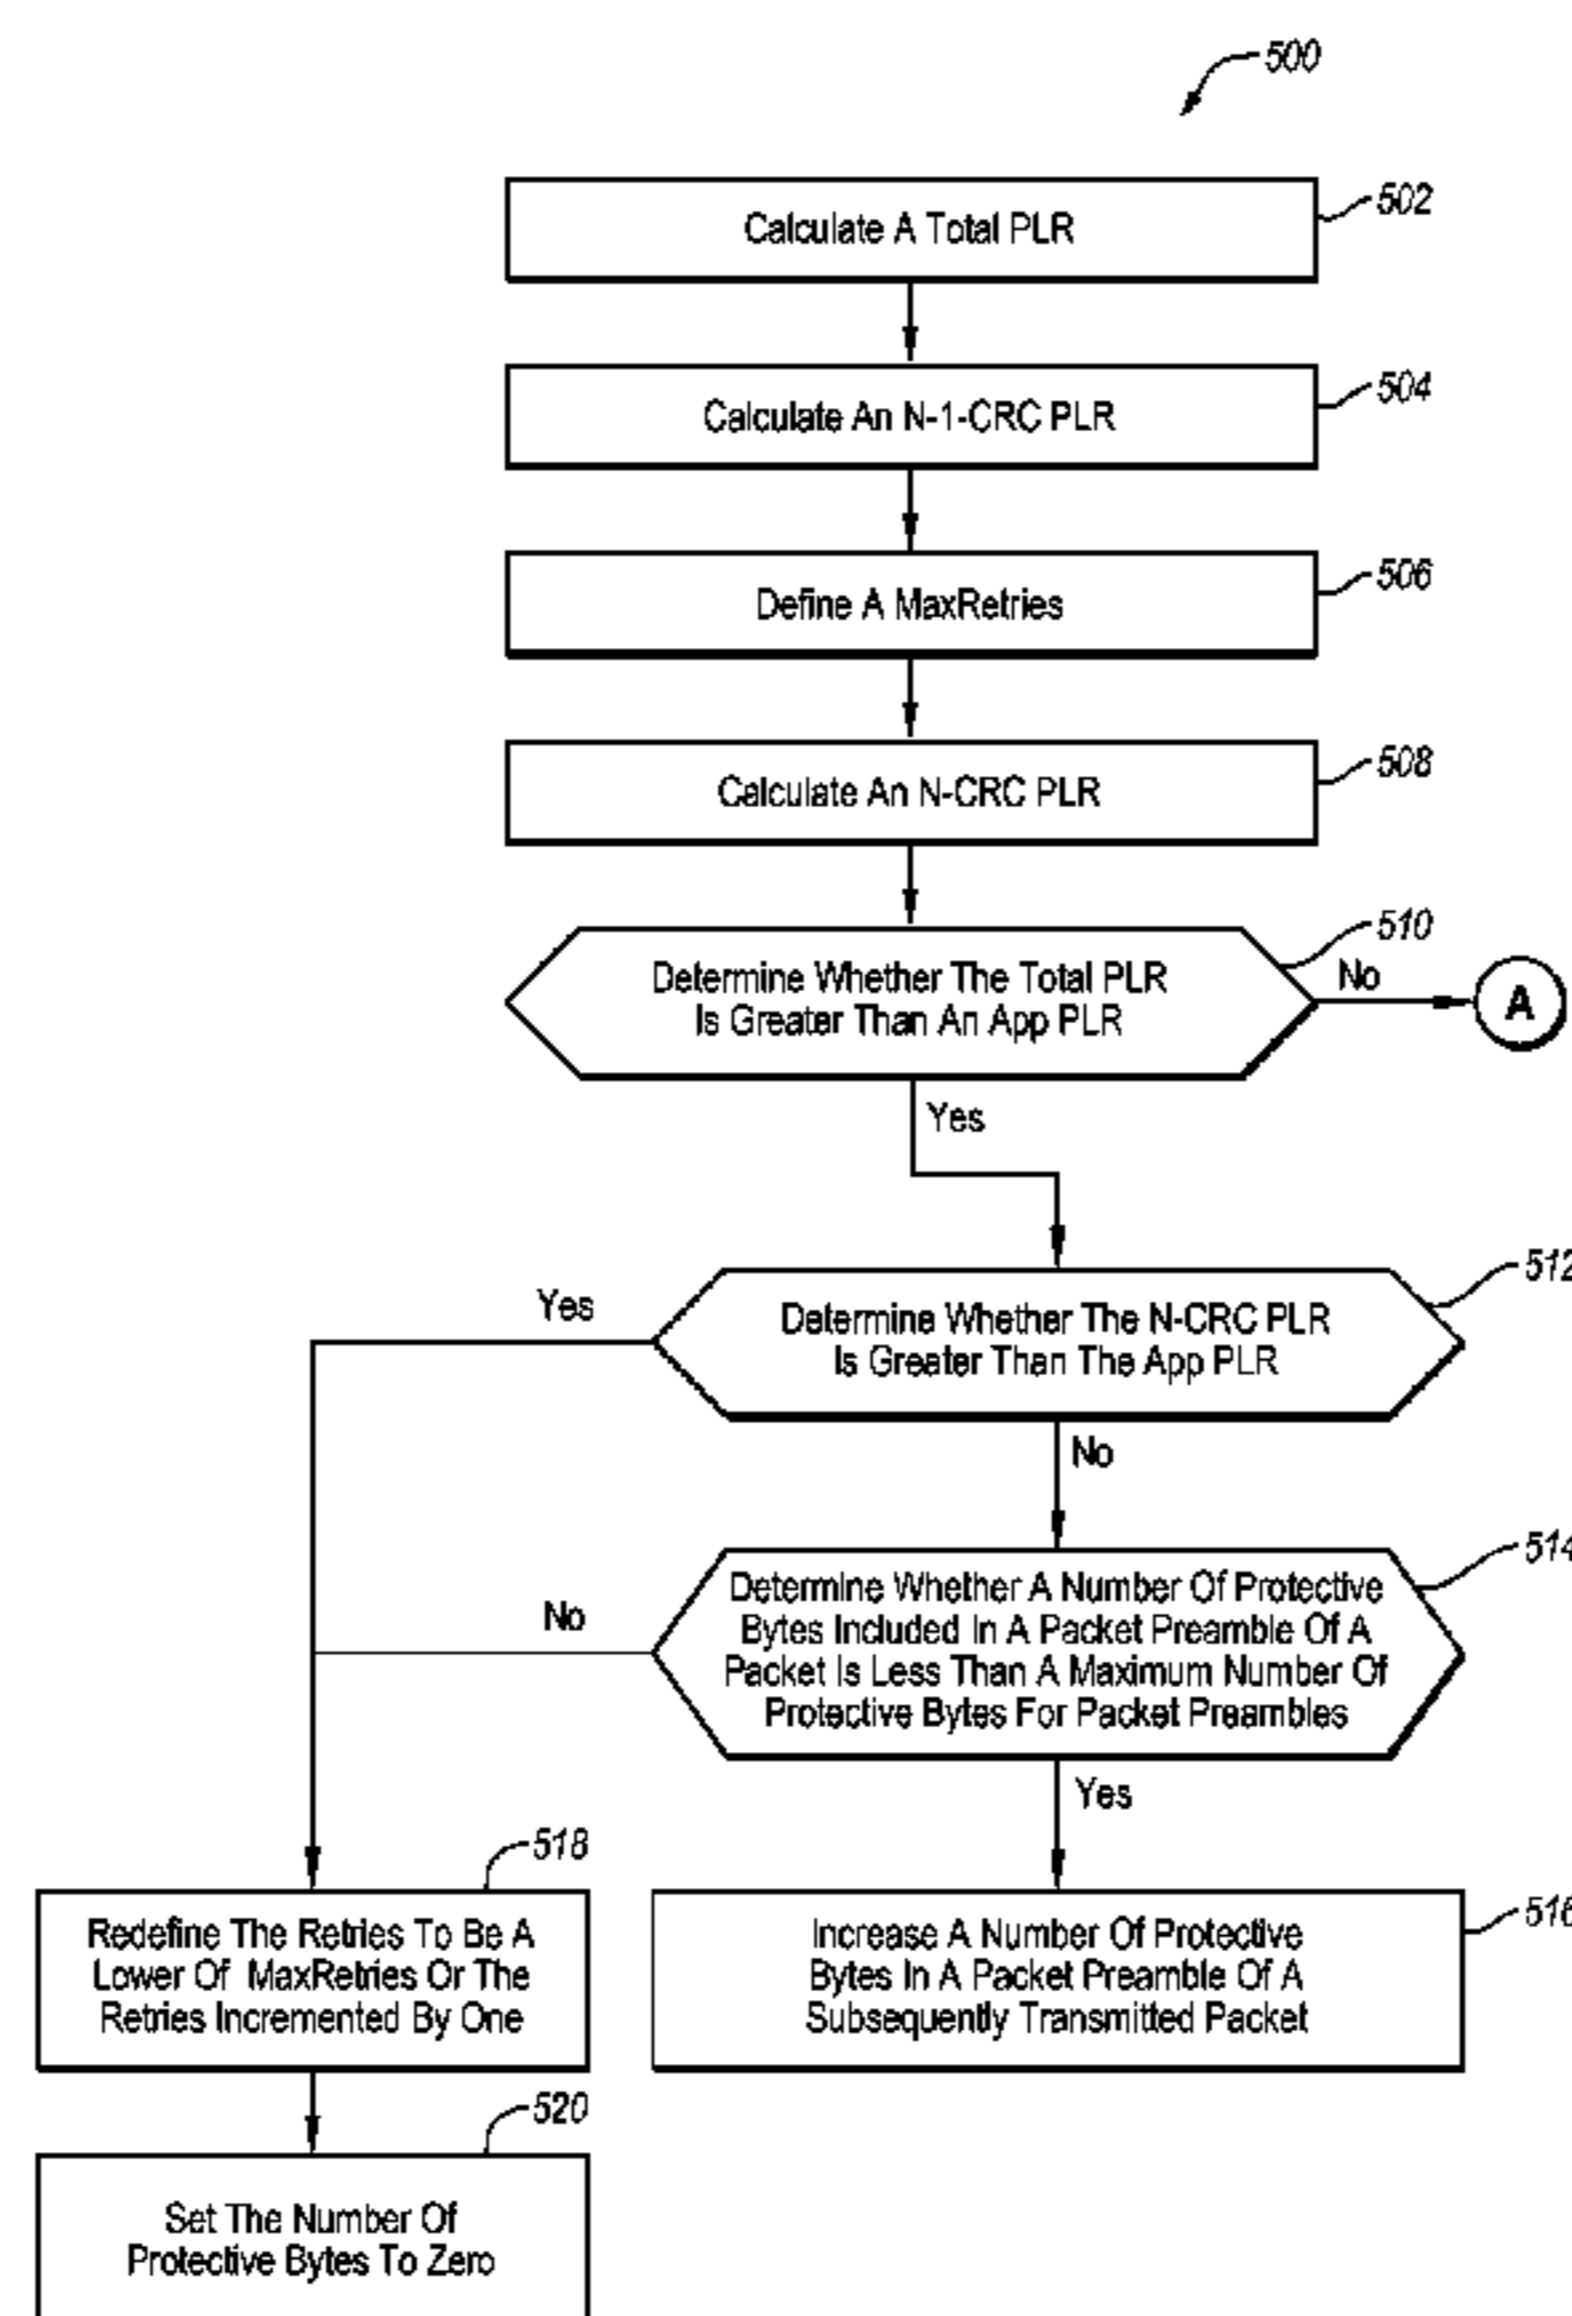 500
Calculate A Total PLR
502
Calculate An N-1-CRC PLR
504
Define A MaxRetries
506
Calculate An N-CRC PLR
508
510
Determine Whether The Total PLR
Is Greater Than An App PLR
No
A
Yes
512
Yes
Determine Whether The N-CRC PLR
Is Greater Than The App PLR
No
514
Determine Whether A Number Of Protective
Bytes Included In A Packet Preamble Of A
Packet Is Less Than A Maximum Number Of
Protective Bytes For Packet Preambles
No
Yes
518
Redefine The Retries To Be A
Lower Of MaxRetries Or The
Retries Incremented By One
516
Increase A Number Of Protective
Bytes In A Packet Preamble Of A
Subsequently Transmitted Packet
520
Set The Number Of
Protective Bytes To Zero